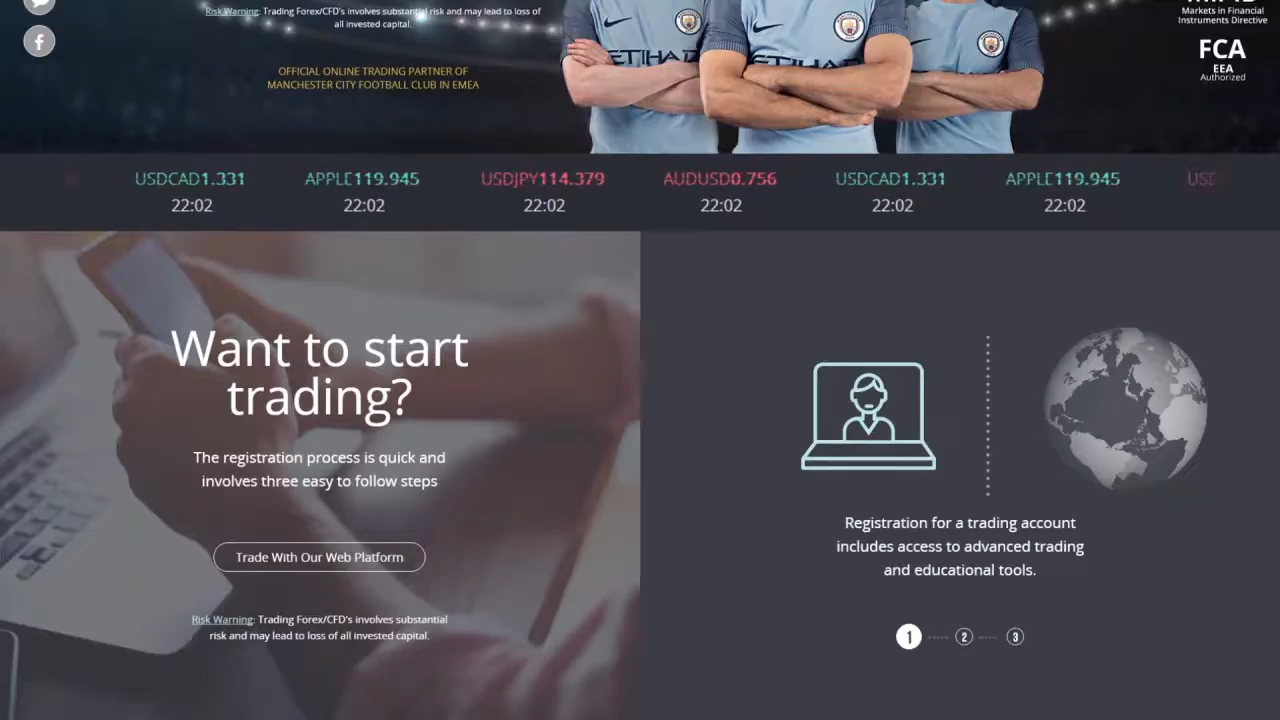 Risk Warning: Trading Forex/CFD's involves substantial risk and may lead to loss of
all invested capital.
OFFICIAL ONLINE TRADING PARTNER OF
MANCHESTER CITY FOOTBALL CLUB IN EMEA
ETIHAD
Markets in Financial
Instruments Directive
FCA
EEA
Authorized
USDCAD1.331 APPLE119.945 USDJPY114.379 AUDUSD0.756 USDCAD1.331 APPLE119.945
22:02 22:02 22:02 22:02 22:02 22:02
Want to start
trading?
The registration process is quick and
involves three easy to follow steps
Trade With Our Web Platform
Risk Warning: Trading Forex/CFD's involves substantial
risk and may lead to loss of all invested capital.
Registration for a trading account
includes access to advanced trading
and educational tools.
1 2 3